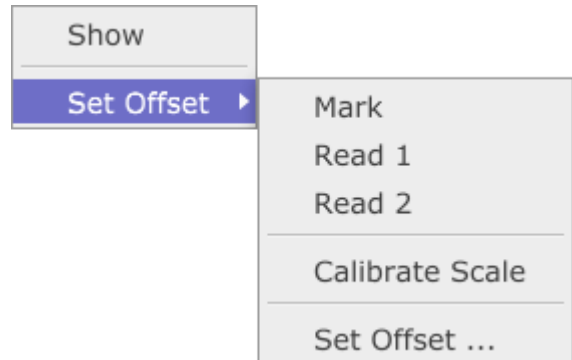 Show
Set Offset
Mark
Read 1
Read 2
Calibrate Scale
Set Offset ...